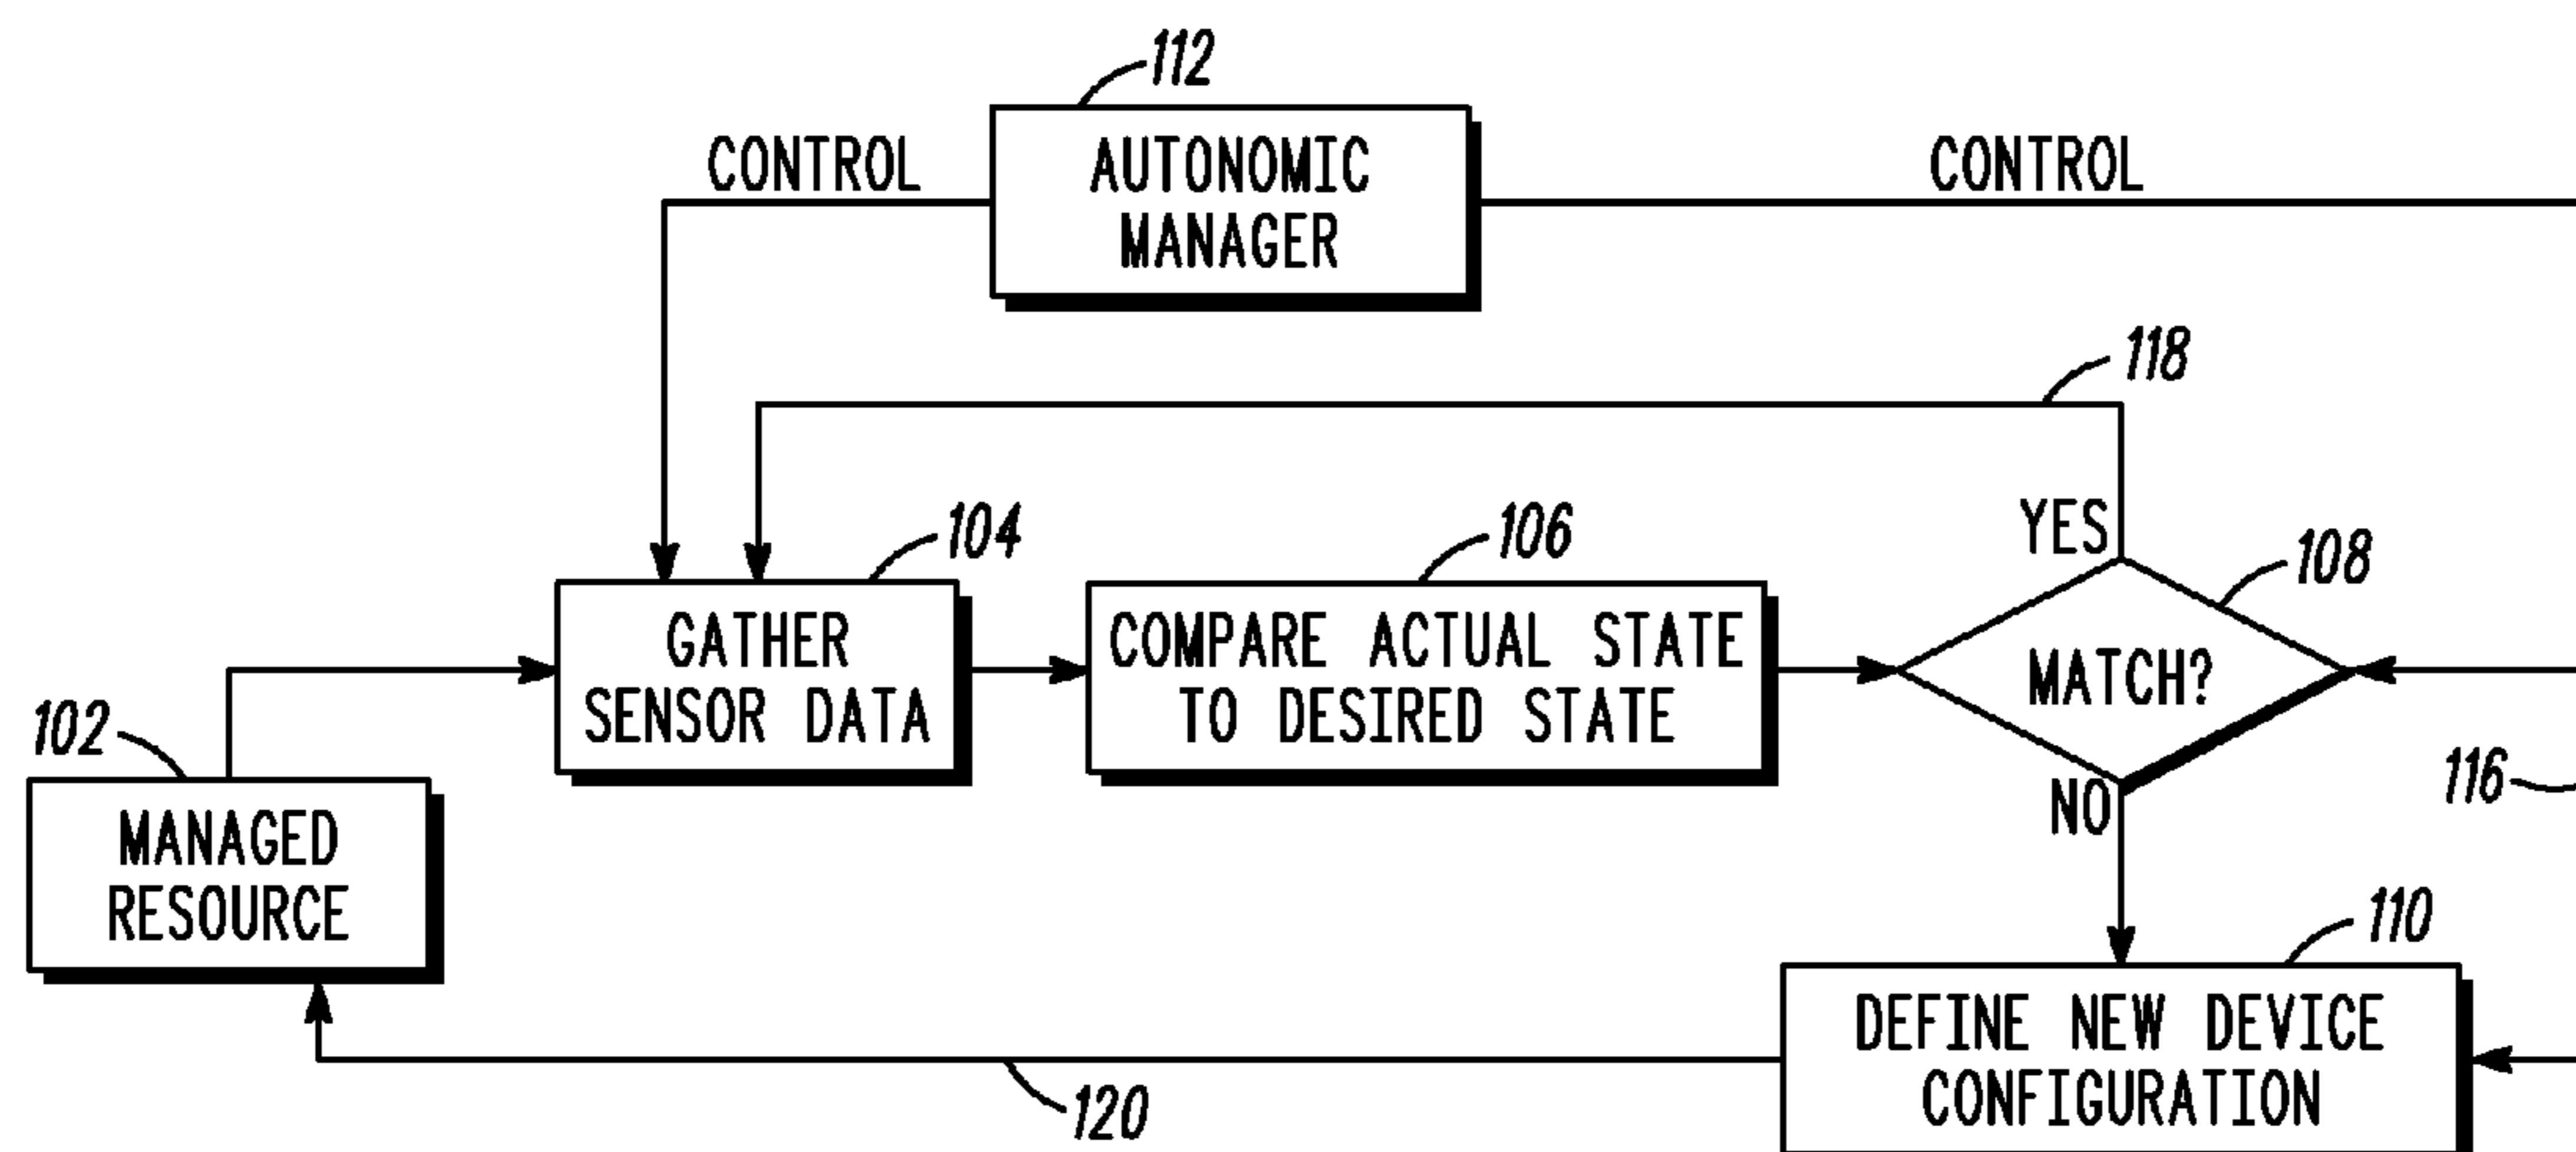 112
CONTROL
AUTONOMIC
MANAGER
CONTROL
118
YES
104
106
108
GATHER
SENSOR DATA
COMPARE ACTUAL STATE
TO DESIRED STATE
MATCH?
102
116
NO
MANAGED
RESOURCE
110
DEFINE NEW DEVICE
CONFIGURATION
120